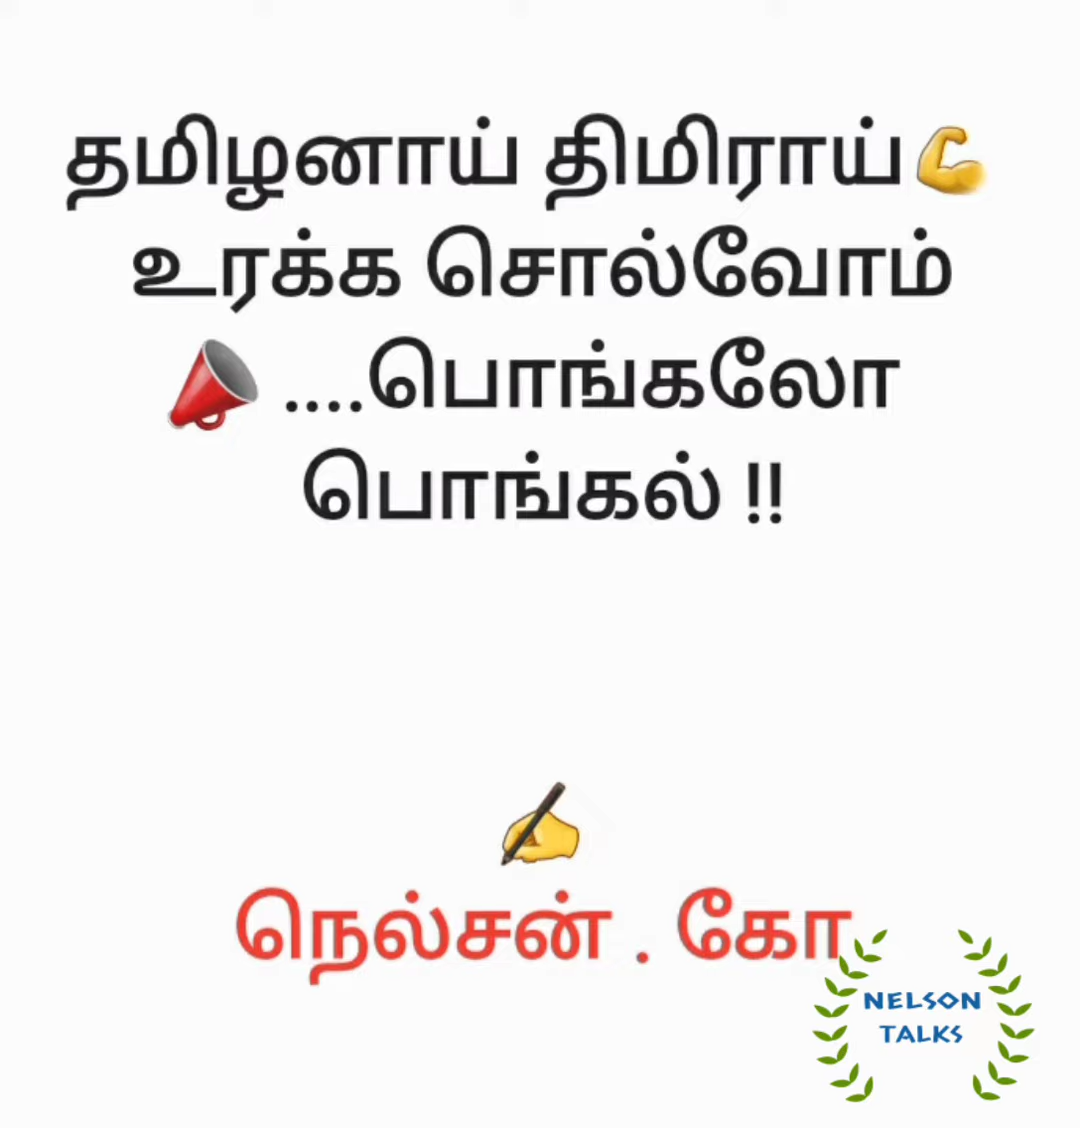 தமிழனாய் திமிராய்💪
உரக்க சொல்வோம்
📣 ....பொங்கலோ
பொங்கல் !!
✍
நெல்சன் . கோ
NELSON
TALKS